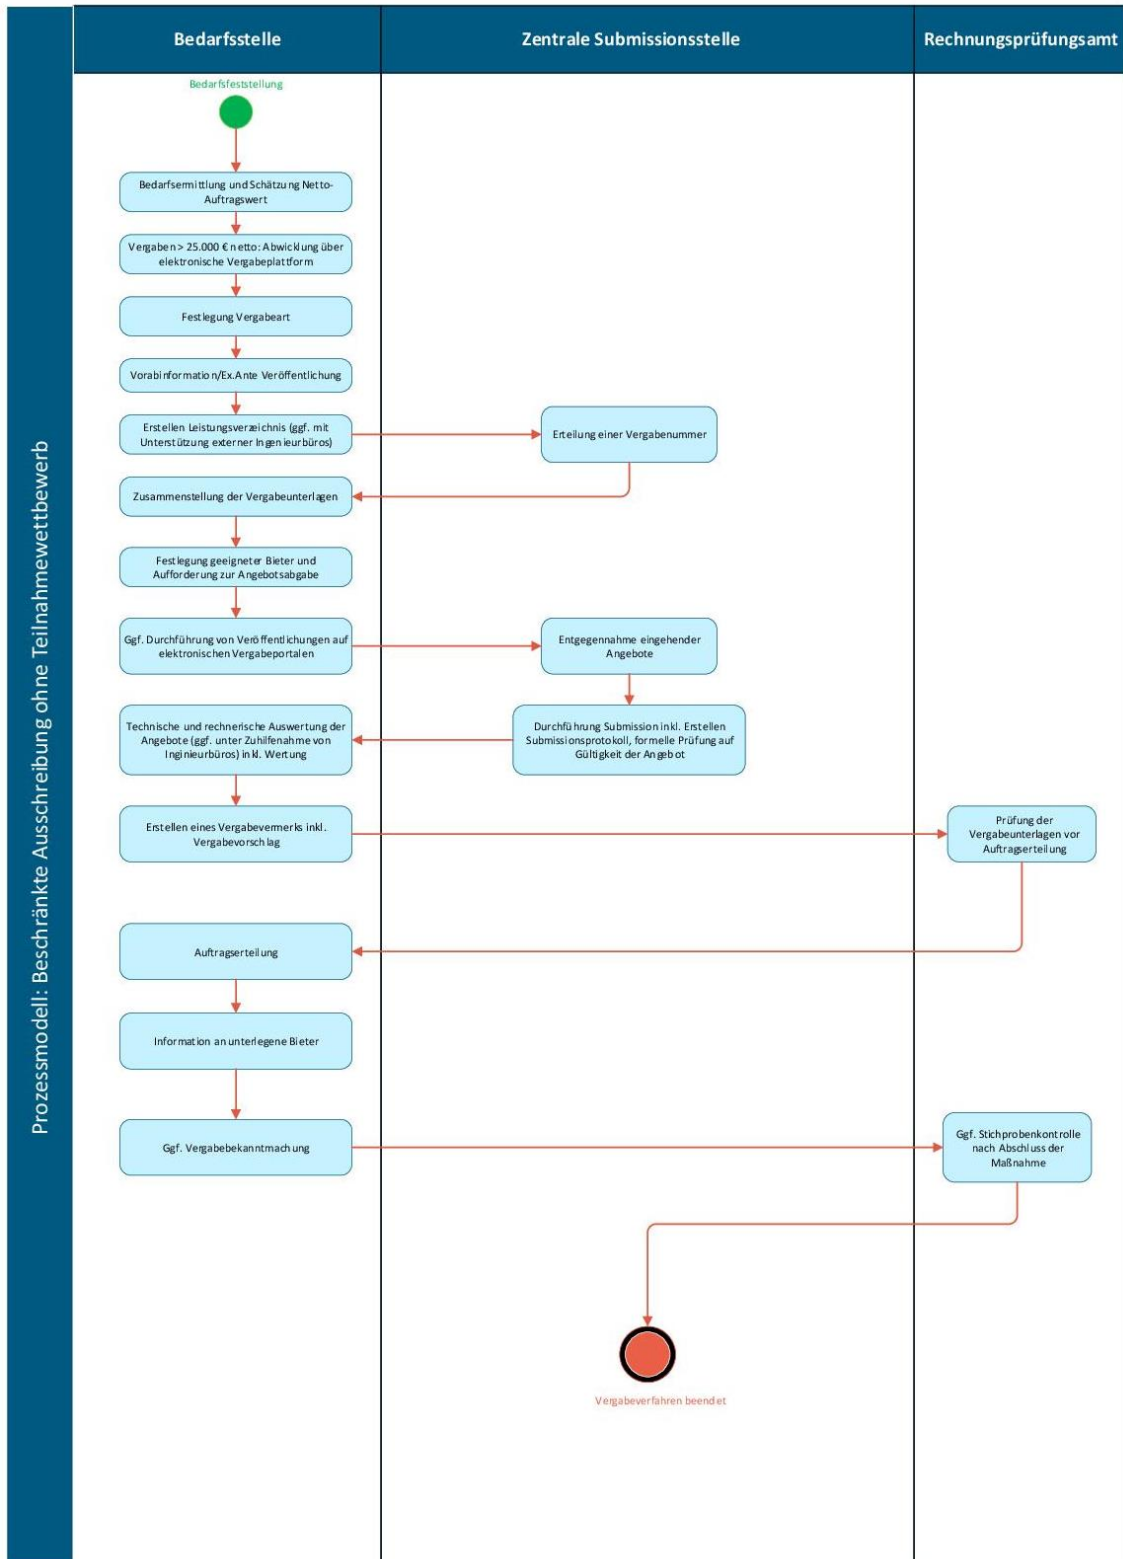 Prozessmodell: Beschränkte Ausschreibung ohne Teilnahmewettbewerb
Bedarfsstelle
Zentrale Submissionsstelle
Rechnungsprüfungsamt
Bedarfsfeststellung
Bedarfsermittlung und Schätzung Netto-
Auftragswert
Vergaben > 25.000 € netto: Abwicklung über
elektronische Vergabeplattform
Festlegung Vergabeart
Vorabinformation/Ex.Ante Veröffentlichung
Erstellen Leistungsverzeichnis (ggf. mit
Unterstützung externer Ingenieurbüros)
Erteilung einer Vergabenummer
Zusammenstellung der Vergabeunterlagen
Festlegung geeigneter Bieter und
Aufforderung zur Angebotsabgabe
Ggf. Durchführung von Veröffentlichungen auf
elektronischen Vergabeportalen
Entgegennahme eingehender
Angebote
Durchführung Submission inkl. Erstellen
Submissionsprotokoll, formelle Prüfung auf
Gültigkeit der Angebot
Technische und rechnerische Auswertung der
Angebote (ggf. unter Zuhilfenahme von
Inginieurbüros) inkl. Wertung
Erstellen eines Vergabevermerks inkl.
Vergabevorschlag
Prüfung der
Vergabeunterlagen vor
Auftragserteilung
Auftragserteilung
Information an unterlegene Bieter
Ggf. Vergabebekanntmachung
Ggf. Stichprobenkontrolle
nach Abschluss der
Maßnahme
Vergabeverfahren beendet